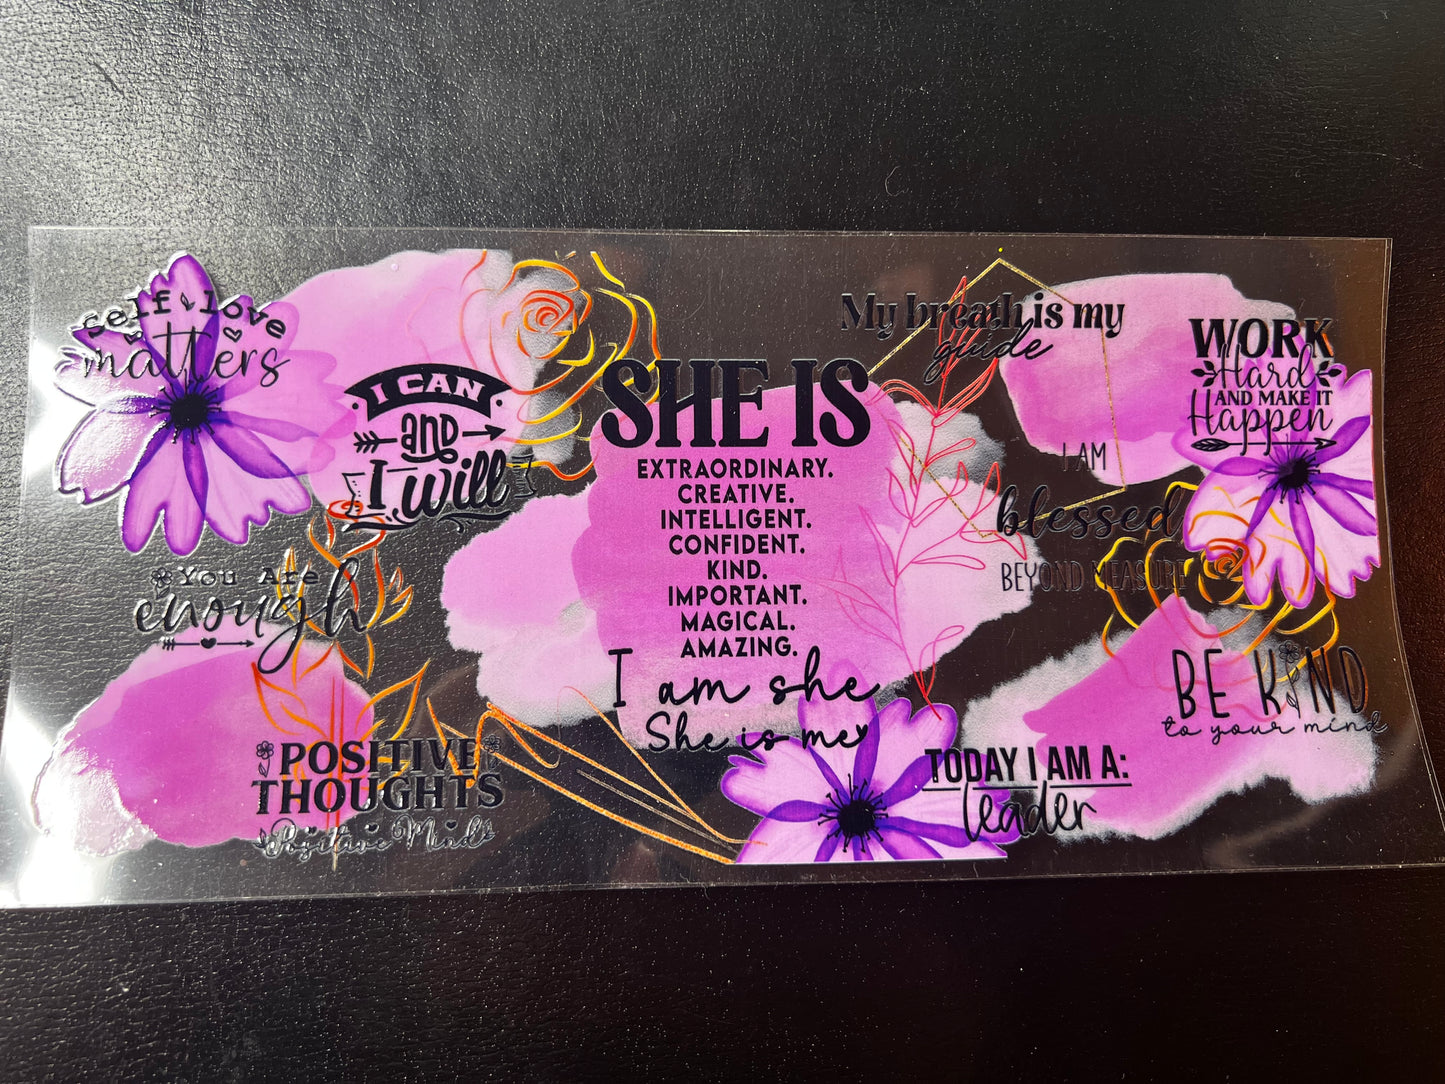 self love
matters
I CAN
and
I will
You Are
enough
POSITIVE
THOUGHTS
Positive Mind
SHE IS
EXTRAORDINARY.
CREATIVE.
INTELLIGENT.
CONFIDENT.
KIND.
IMPORTANT.
MAGICAL.
AMAZING.
I am she
She is me
My breath is my
guide
I AM
blessed
BEYOND MEASURE
TODAY I AM A:
leader
WORK
Hard
AND MAKE IT
Happen
BE KIND
to your mind